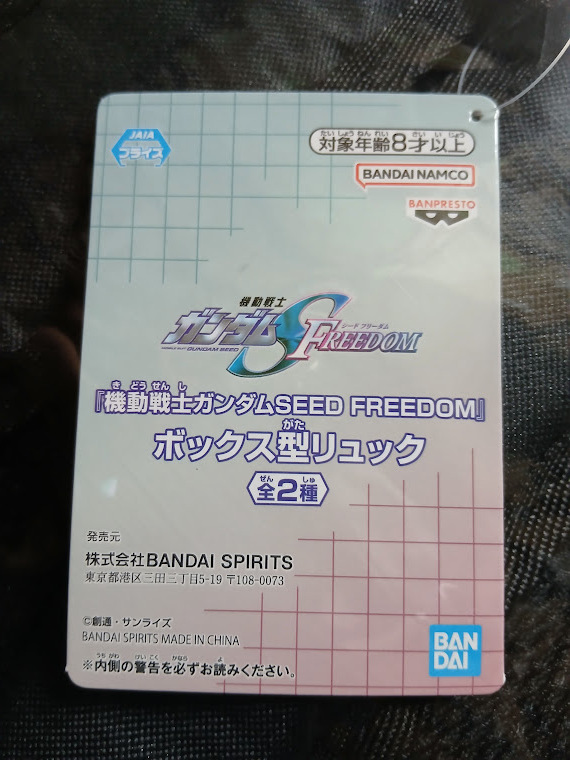 JAIA
プライズ
たいしょうねんれい さい いじょう
対象年齢8才以上
BANDAI NAMCO
BANPRESTO
機動戦士
ガンダムSEED
シード フリーダム
FREEDOM
MOBILE SUIT GUNDAM SEED
き どう せん し
『機動戦士ガンダムSEED FREEDOM』
がた
ボックス型リュック
ぜん しゅ
全2種
発売元
株式会社BANDAI SPIRITS
東京都港区三田三丁目5-19 〒108-0073
©創通・サンライズ
BANDAI SPIRITS MADE IN CHINA
うちがわ けいこく かなら よ
※内側の警告を必ずお読みください。
BAN
DAI